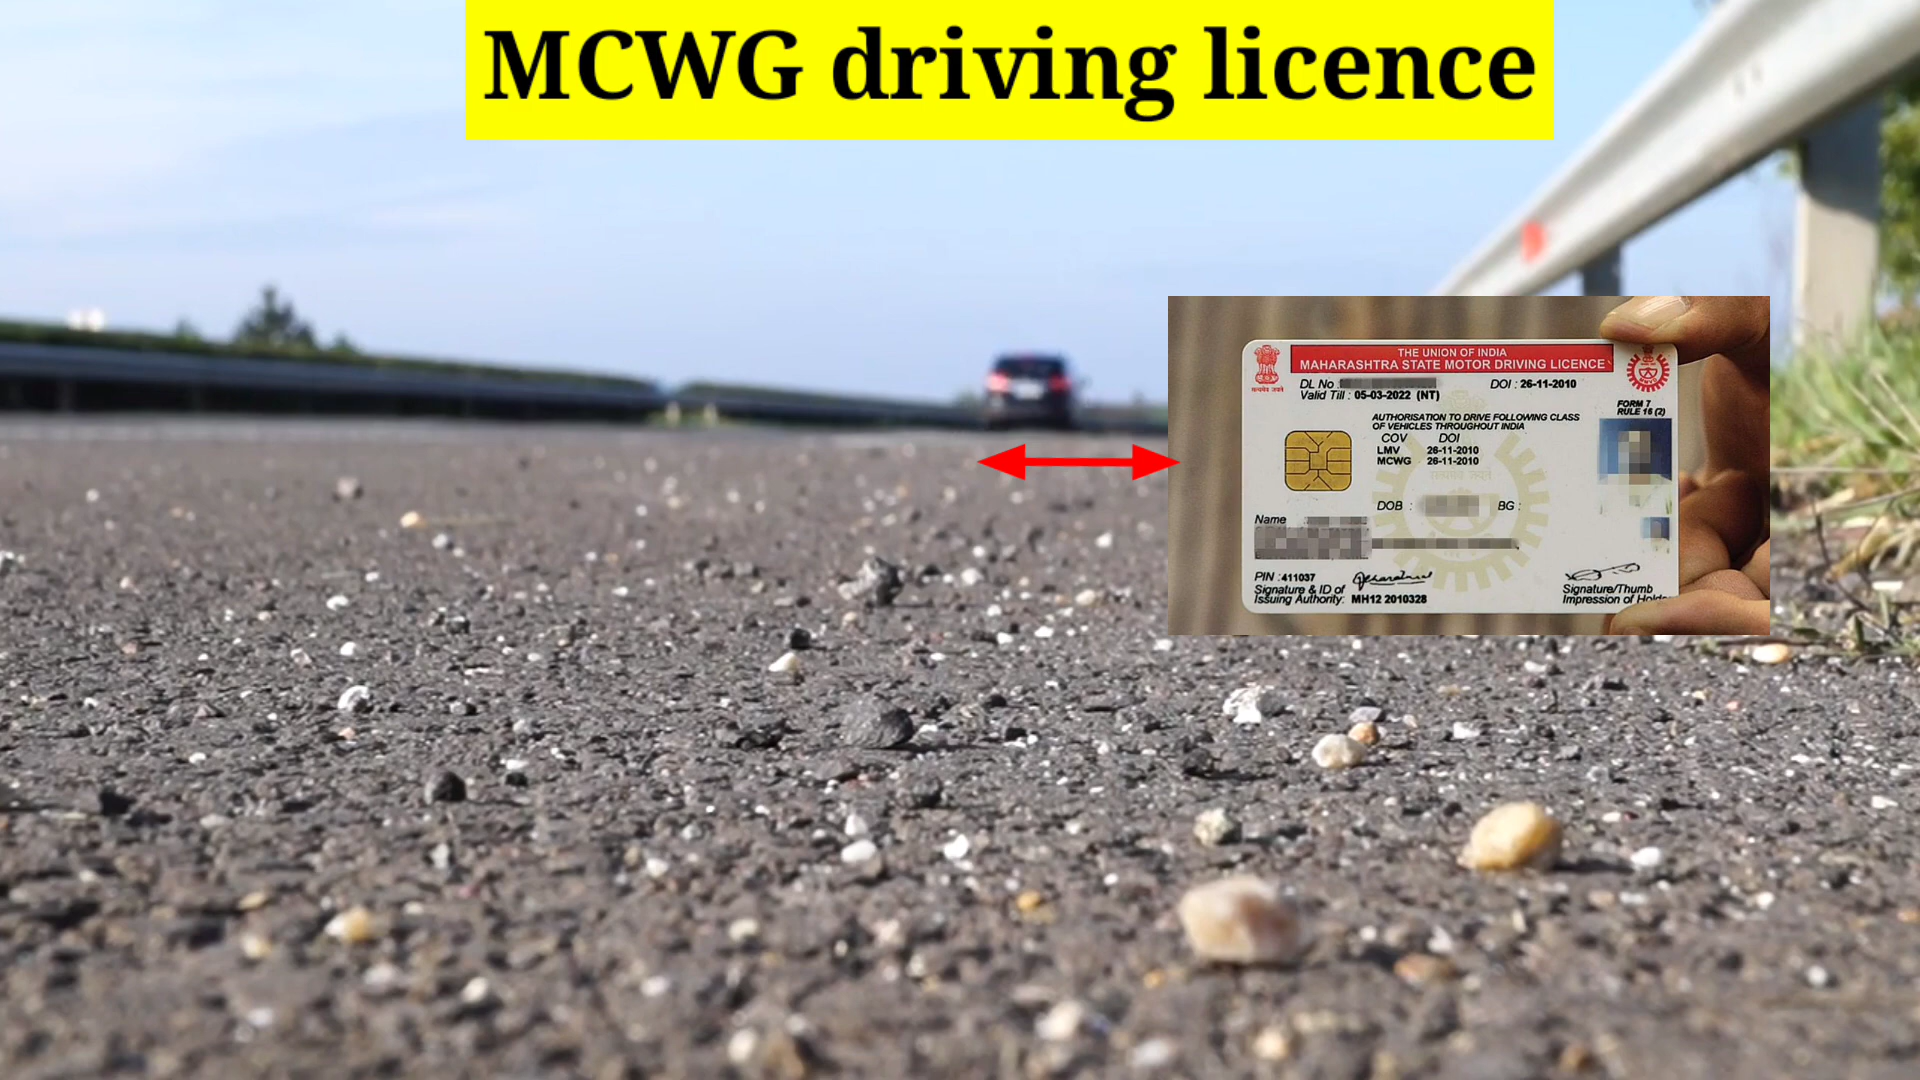 MCWG driving licence
THE UNION OF INDIA
MAHARASHTRA STATE MOTOR DRIVING LICENCE
DL No
DOI : 26-11-2010
Valid Till : 05-03-2022 (NT)
FORM 7
RULE 16 (2)
AUTHORISATION TO DRIVE FOLLOWING CLASS
OF VEHICLES THROUGHOUT INDIA
COV DOI
LMV 26-11-2010
MCWG 26-11-2010
DOB : BG :
Name
PIN : 411037
Signature & ID of
Issuing Authority: MH12 2010328
Signature/Thumb
Impression of Holde